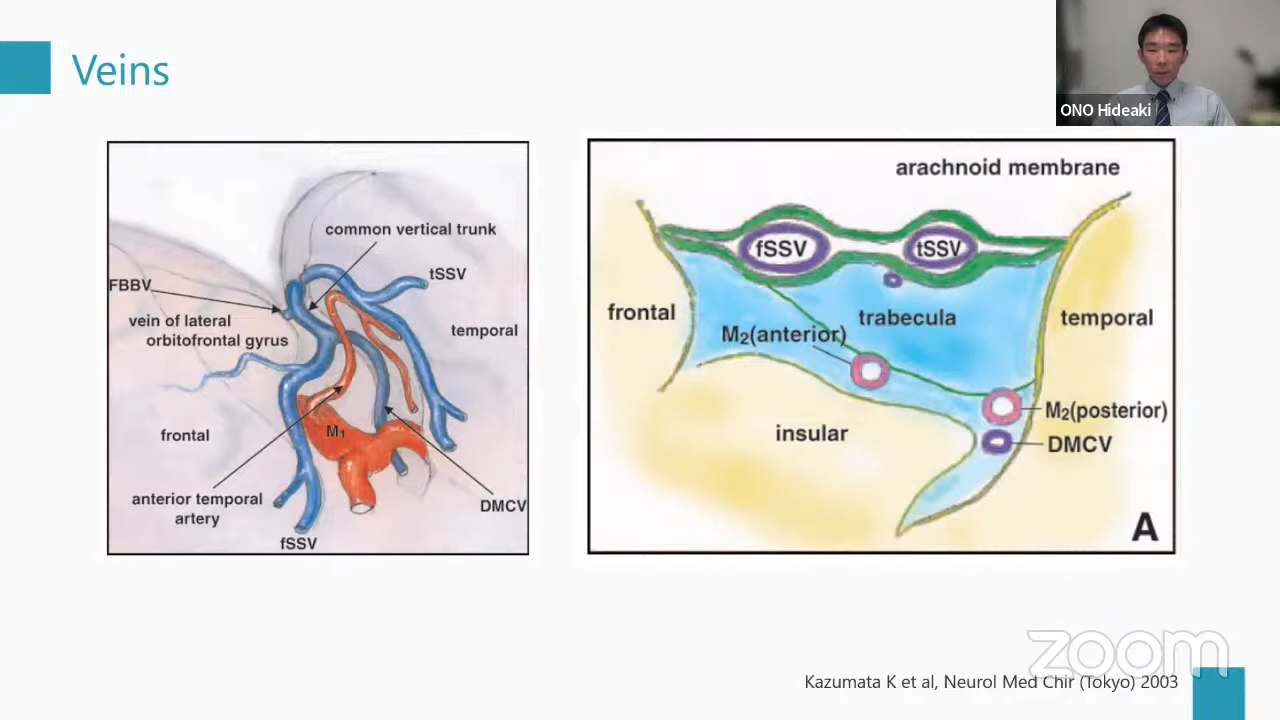 Veins
ONO Hideaki
common vertical trunk
tSSV
FBBV
vein of lateral
orbitofrontal gyrus
temporal
frontal
M1
anterior temporal
artery
DMCV
fSSV
arachnoid membrane
fSSV
tSSV
frontal
trabecula
temporal
M2(anterior)
M2(posterior)
insular
DMCV
A
zoom
Kazumata K et al, Neurol Med Chir (Tokyo) 2003